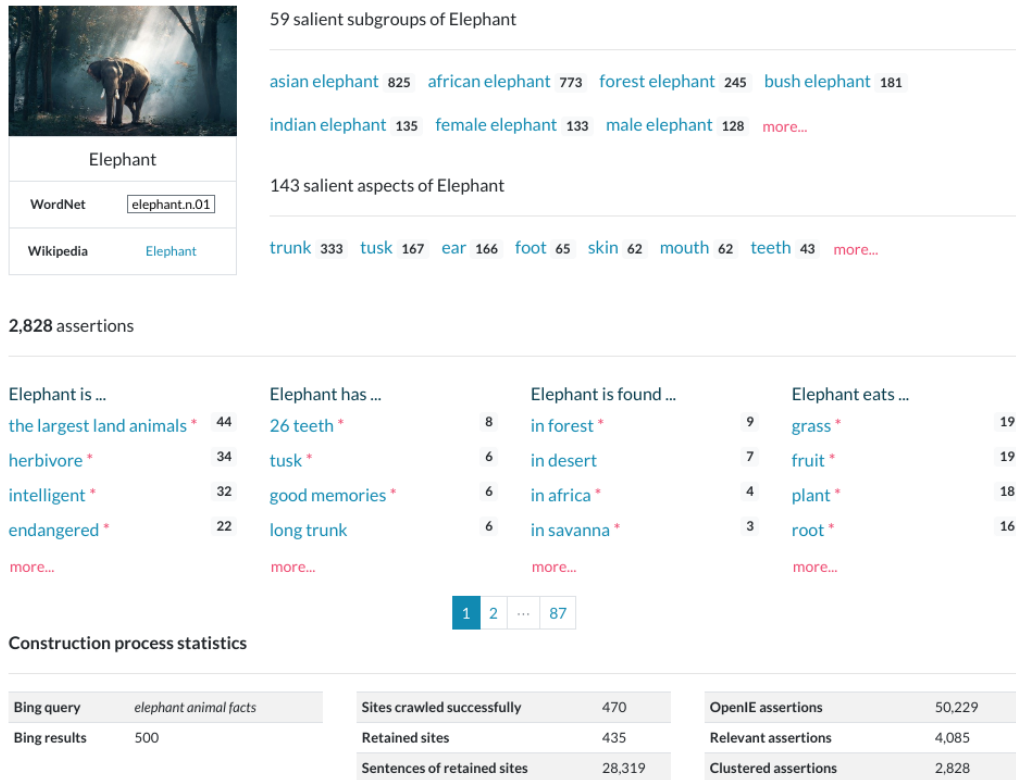 59 salient subgroups of Elephant
asian elephant 825 african elephant 773 forest elephant 245 bush elephant 181
indian elephant 135 female elephant 133 male elephant 128 more...
Elephant
WordNet elephant.n.01
Wikipedia Elephant
143 salient aspects of Elephant
trunk 333 tusk 167 ear 166 foot 65 skin 62 mouth 62 teeth 43 more...
2,828 assertions
Elephant is ... Elephant has ... Elephant is found ... Elephant eats ...
the largest land animals * 44 26 teeth * 8 in forest * 9 grass * 19
herbivore * 34 tusk * 6 in desert 7 fruit * 19
intelligent * 32 good memories * 6 in africa * 4 plant * 18
endangered * 22 long trunk 6 in savanna * 3 root * 16
more... more... more... more...
1 2 ... 87
Construction process statistics
Bing query elephant animal facts Sites crawled successfully 470 OpenIE assertions 50,229
Bing results 500 Retained sites 435 Relevant assertions 4,085
Sentences of retained sites 28,319 Clustered assertions 2,828